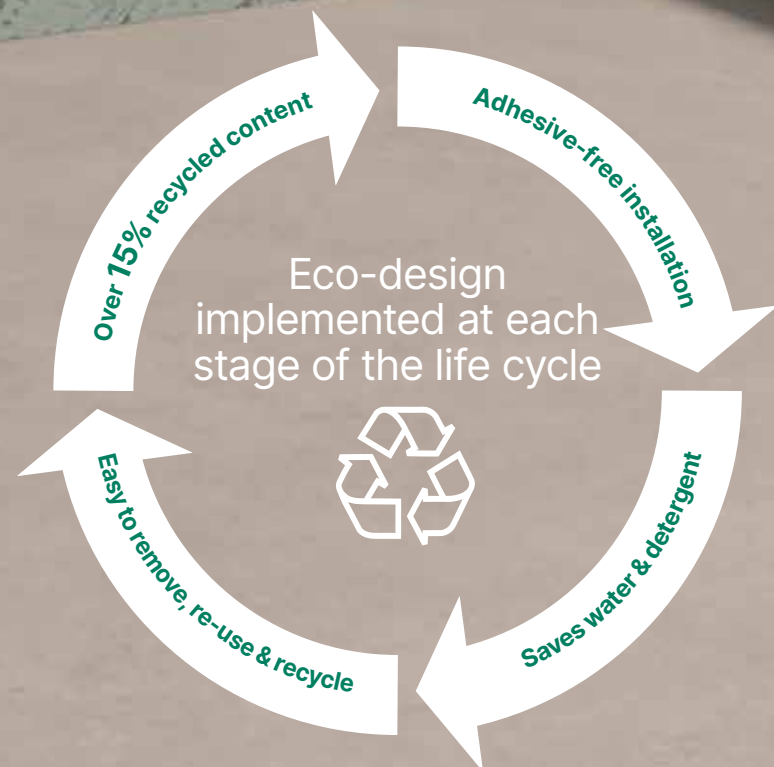 Over 15% recycled content
Adhesive-free installation
Eco-design
implemented at each
stage of the life cycle
Saves water & detergent
Easy to remove, re-use & recycle